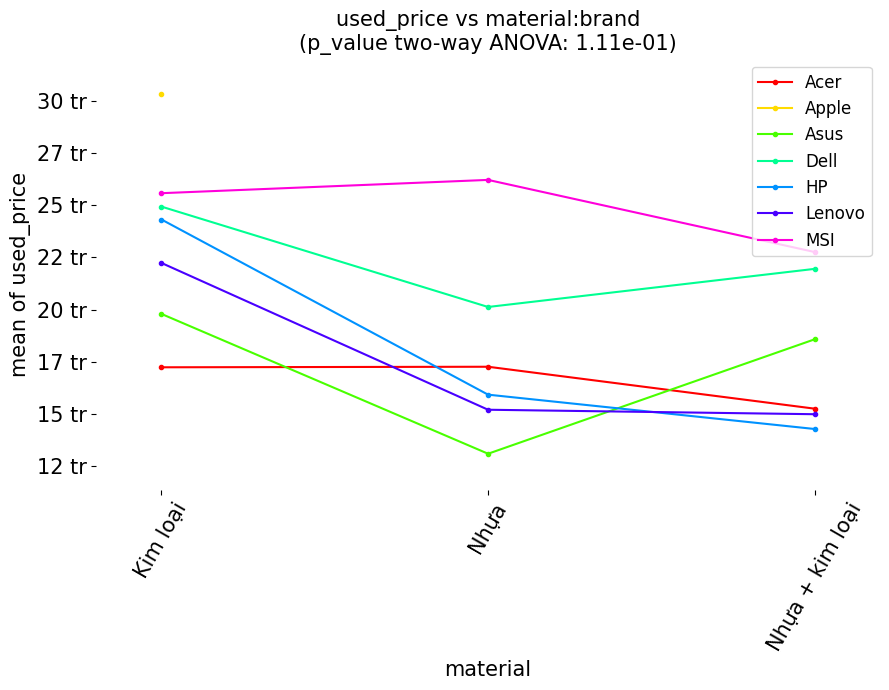 used_price vs material:brand
(p_value two-way ANOVA: 1.11e-01)
Acer
Apple
Asus
Dell
HP
Lenovo
MSI
30 tr
27 tr
25 tr
22 tr
20 tr
17 tr
15 tr
12 tr
mean of used_price
Kim loại
Nhựa
Nhựa + kim loại
material